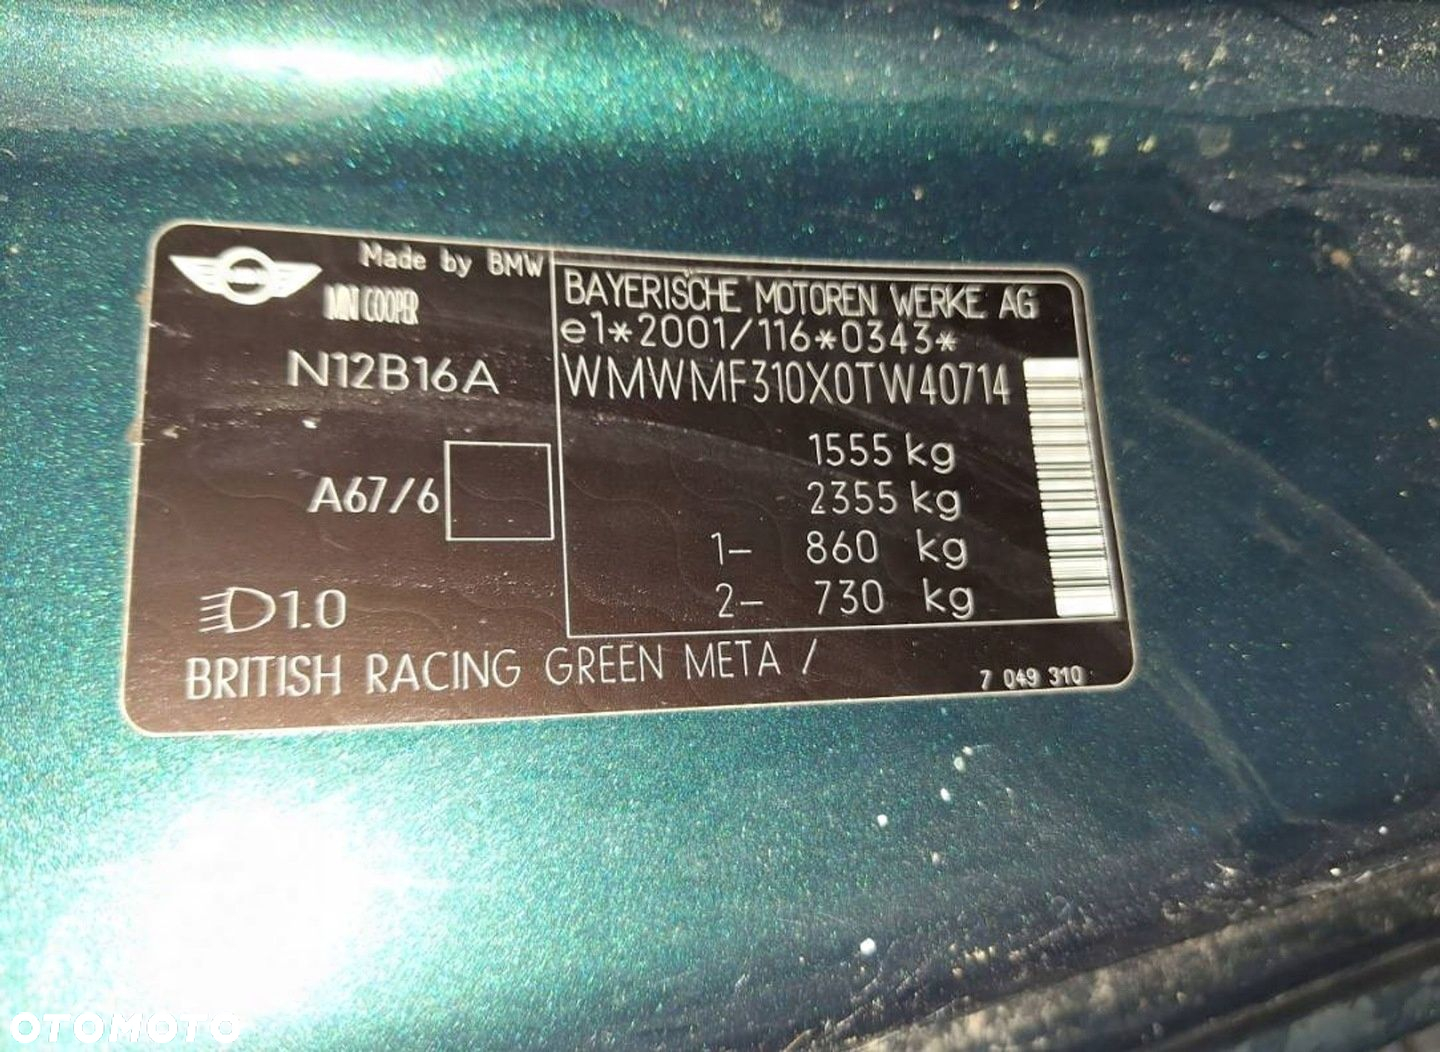 Made by BMW
MINI COOPER
N12B16A
A67/6
1.0
BAYERISCHE MOTOREN WERKE AG
e1*2001/116*0343*
WMWMF310X0TW40714
1555 kg
2355 kg
1- 860 kg
2- 730 kg
BRITISH RACING GREEN META /
7 049 310
OTOMOTO